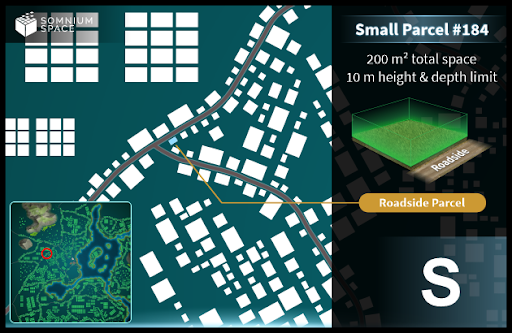 SOMNIUM
SPACE
Small Parcel #184
200 m² total space
10 m height & depth limit
Roadside
Roadside Parcel
S